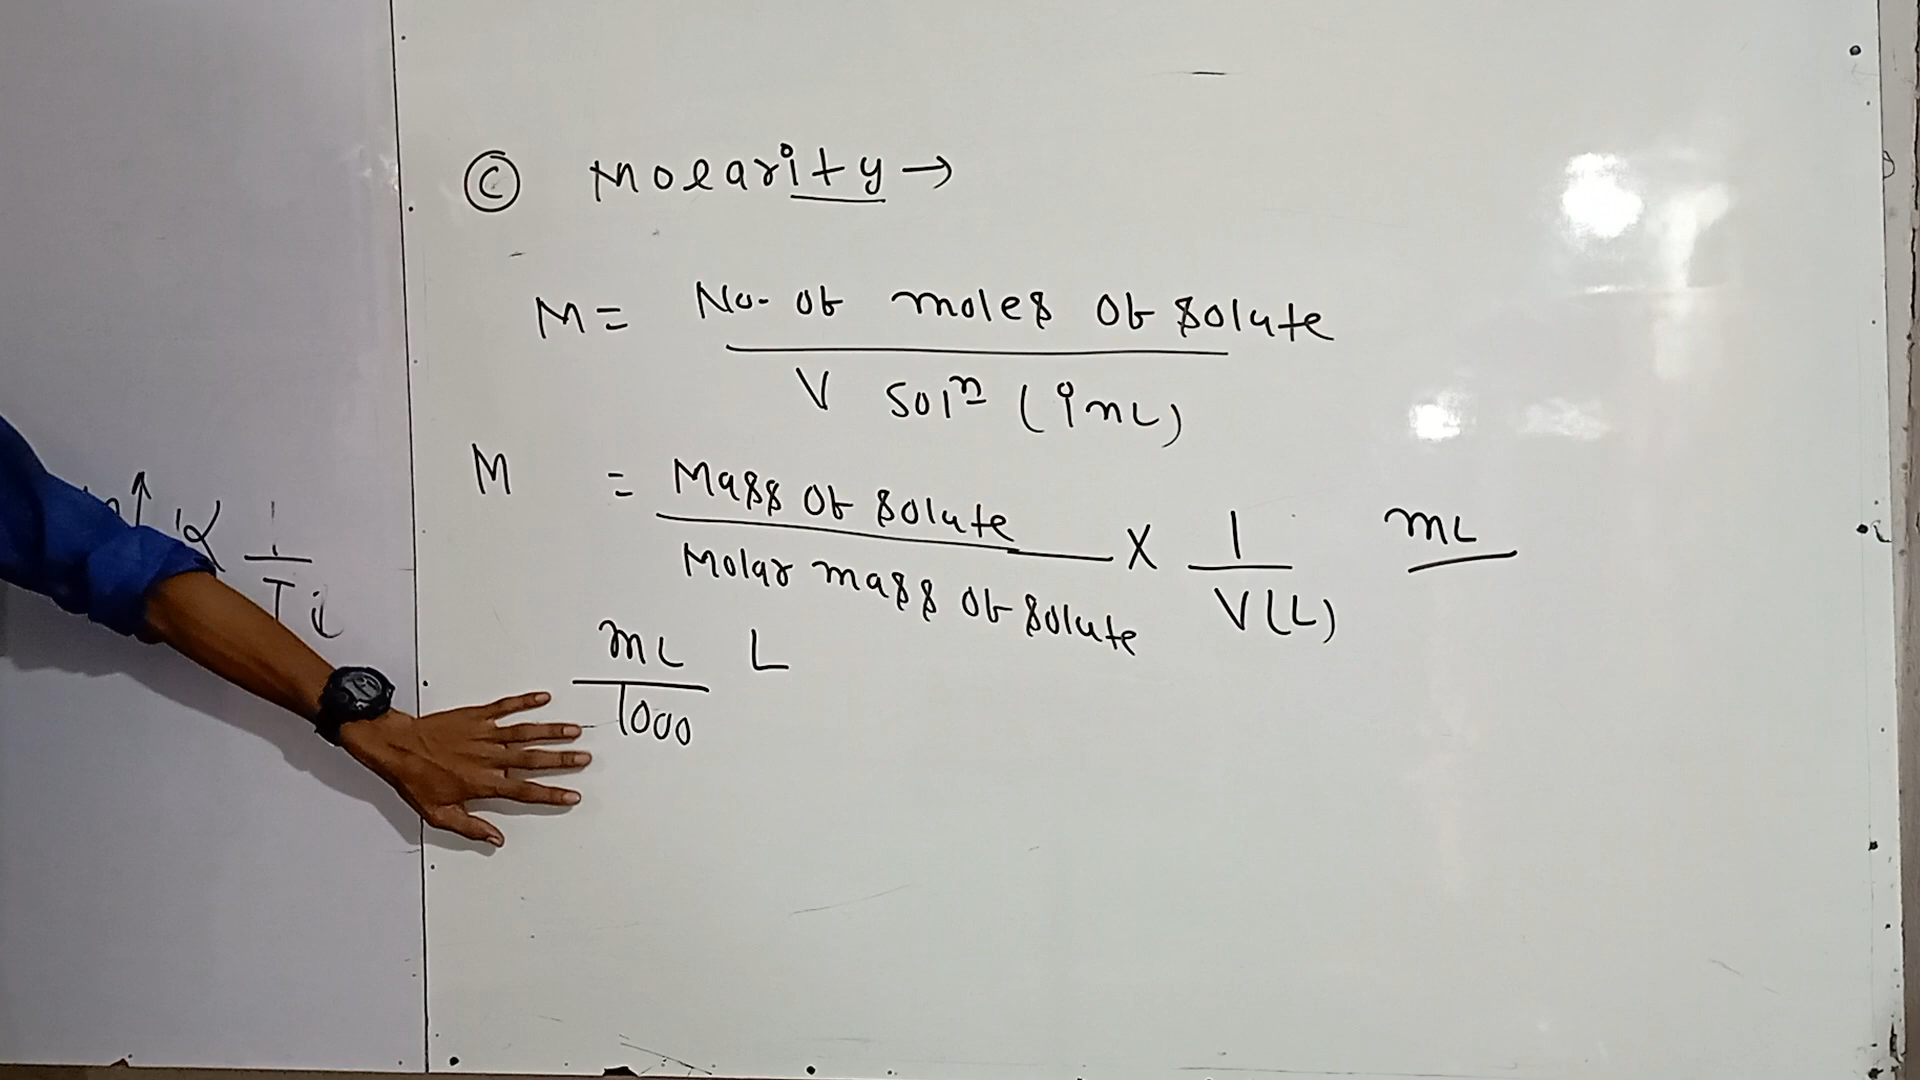 Ⓒ Molarity →
M = No. of moles of solute
V solⁿ (in L)
M = Mass of solute × 1 mL
Molar mass of solute V(L)
mL L
1000
α 1
T